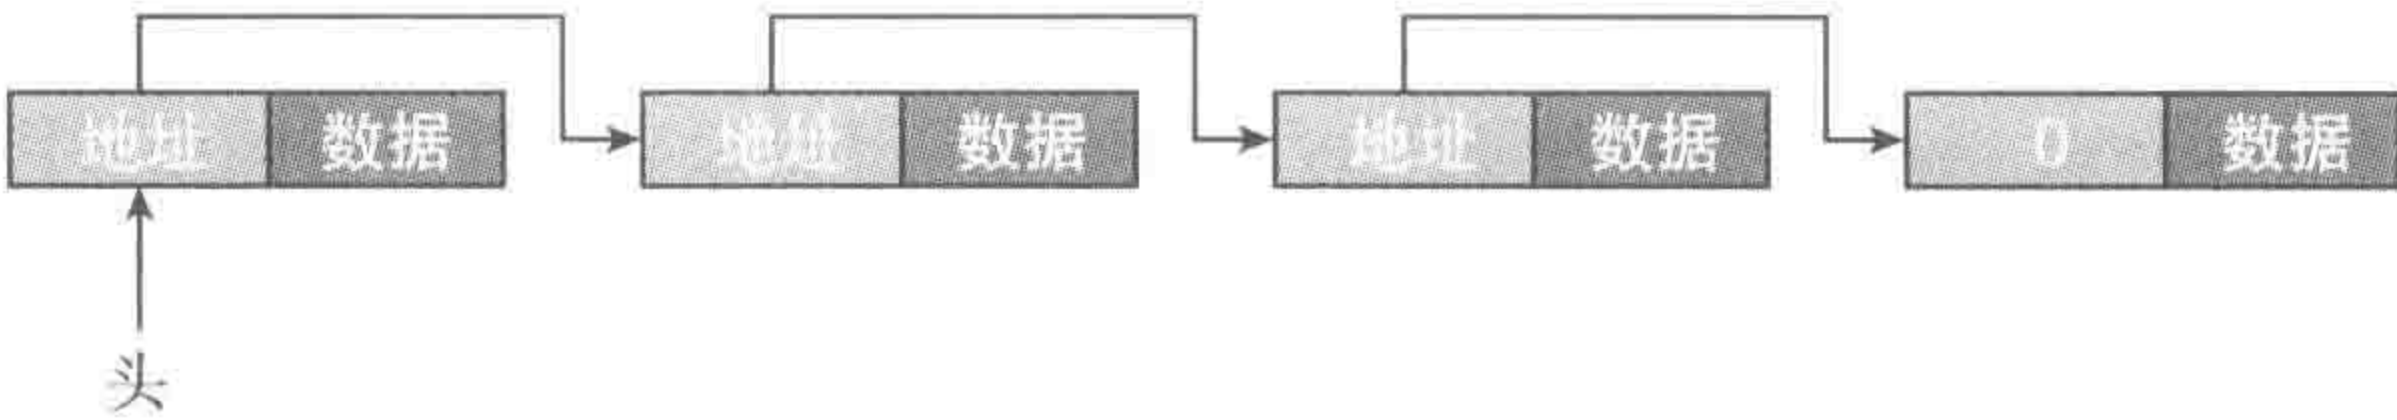 地址 数据 地址 数据 地址 数据 0 数据
头